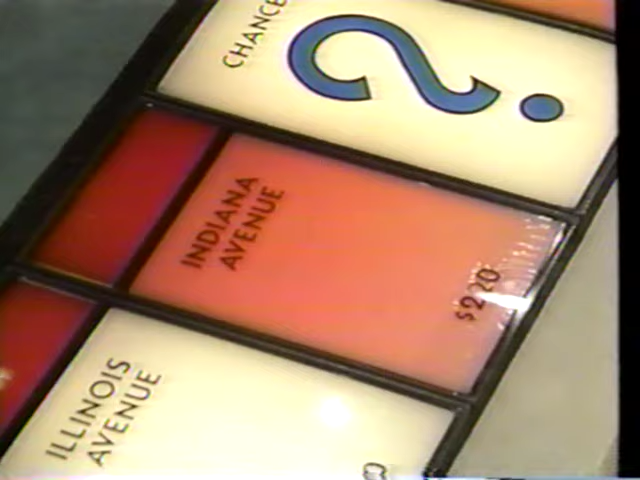 CHANCE
?
INDIANA
AVENUE
$220
ILLINOIS
AVENUE